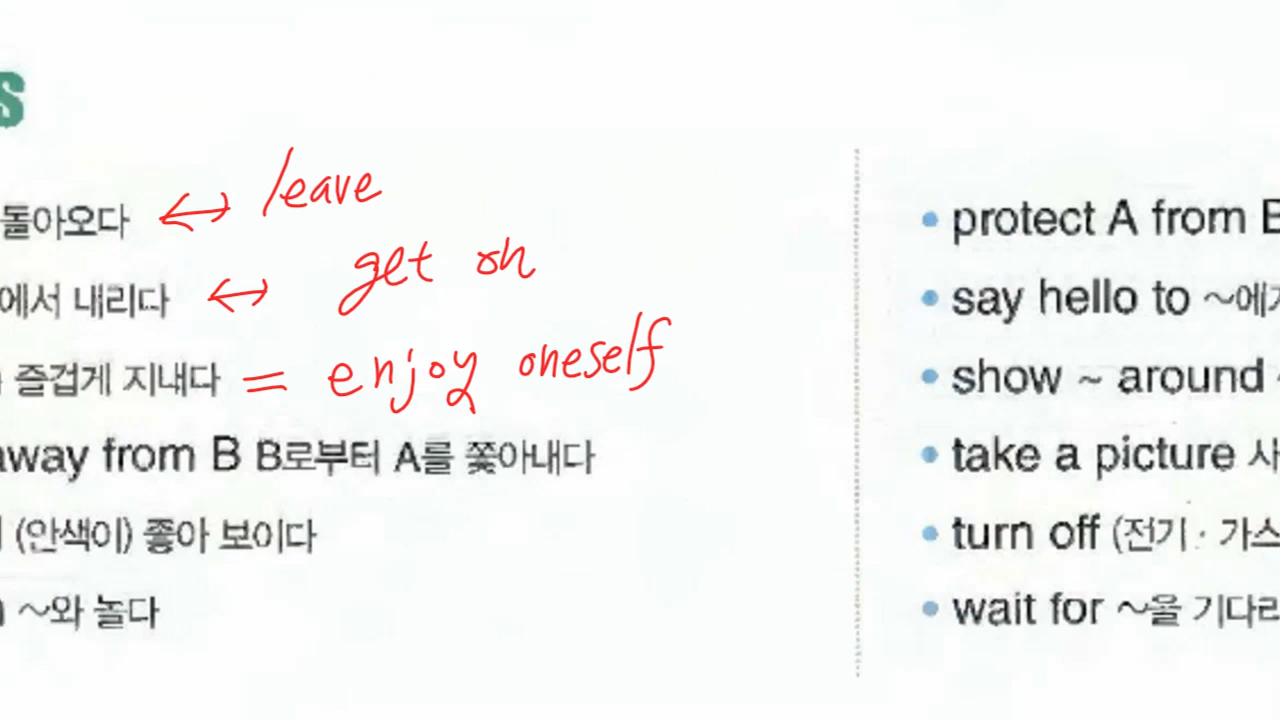 s
돌아오다 ↔ leave
에서 내리다 ↔ get on
즐겁게 지내다 = enjoy oneself
away from B B로부터 A를 쫓아내다
(안색이) 좋아 보이다
~와 놀다
• protect A from B
• say hello to ~에게
• show ~ around
• take a picture 사
• turn off (전기 · 가스
• wait for ~을 기다리